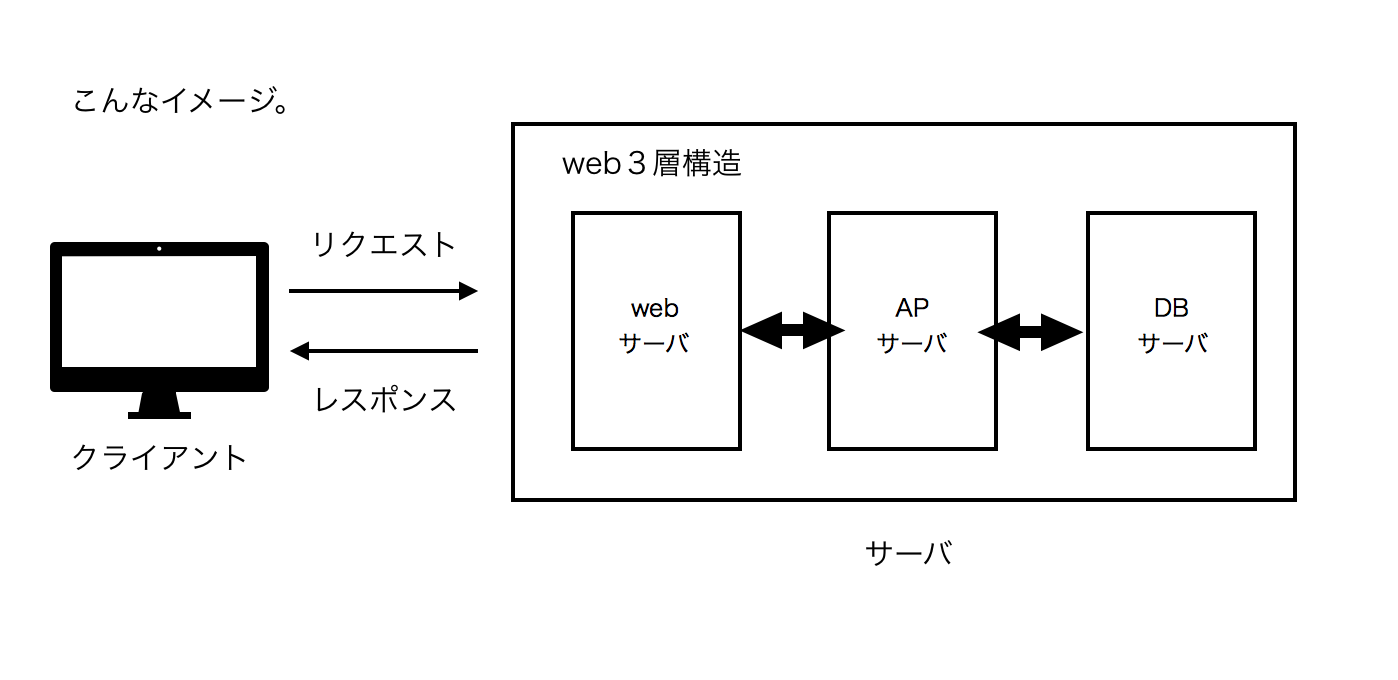 こんなイメージ。
web３層構造
リクエスト
web
サーバ
AP
サーバ
DB
サーバ
レスポンス
クライアント
サーバ